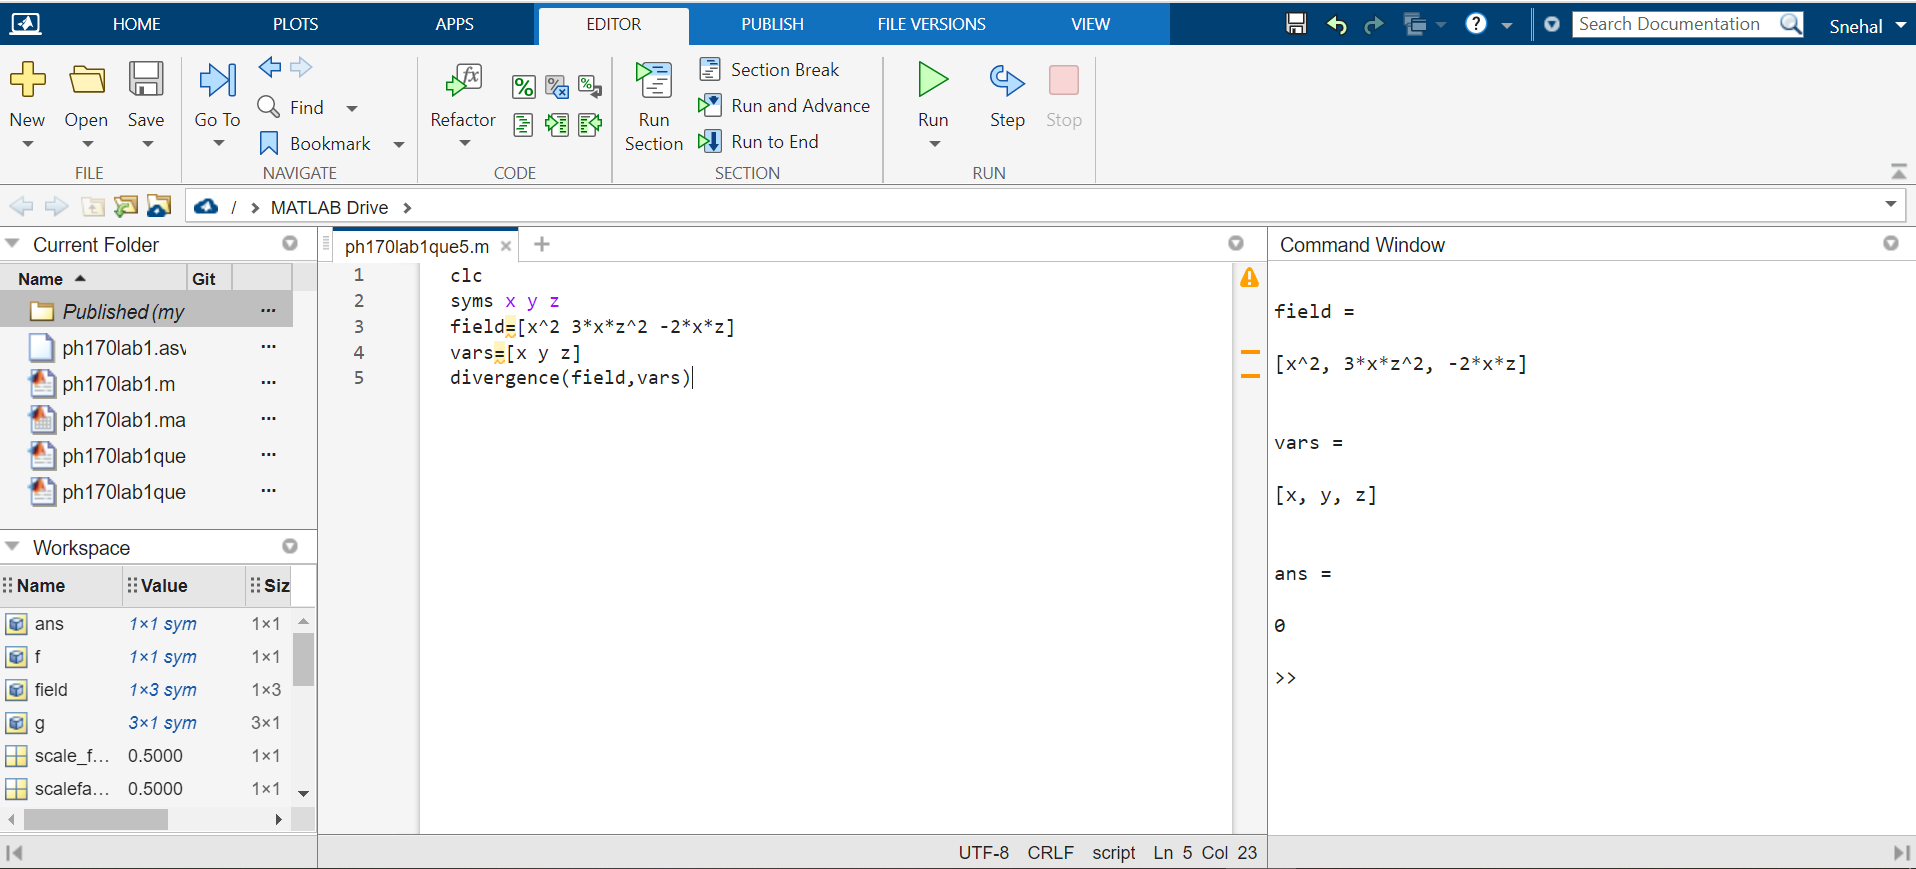 HOME PLOTS APPS EDITOR PUBLISH FILE VERSIONS VIEW Search Documentation Snehal
New Open Save Go To Find Bookmark Refactor Run Section Section Break Run and Advance Run to End Run Step Stop
FILE NAVIGATE CODE SECTION RUN
/ > MATLAB Drive >
Current Folder
Name Git
Published (my
ph170lab1.asv
ph170lab1.m
ph170lab1.ma
ph170lab1que
ph170lab1que
Workspace
Name Value Siz
ans 1×1 sym 1×1
f 1×1 sym 1×1
field 1×3 sym 1×3
g 3×1 sym 3×1
scale_f... 0.5000 1×1
scalefa... 0.5000 1×1
ph170lab1que5.m
1 clc
2 syms x y z
3 field=[x^2 3*x*z^2 -2*x*z]
4 vars=[x y z]
5 divergence(field,vars)
UTF-8 CRLF script Ln 5 Col 23
Command Window
field =
[x^2, 3*x*z^2, -2*x*z]
vars =
[x, y, z]
ans =
0
>>